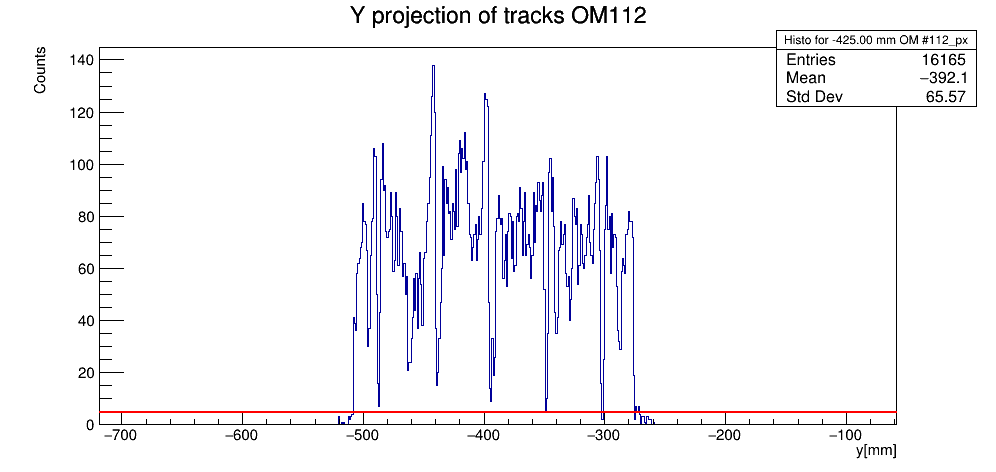 Y projection of tracks OM112
Histo for -425.00 mm OM #112_px
Entries 16165
Mean −392.1
Std Dev 65.57
Counts
140
120
100
80
60
40
20
0
−700 −600 −500 −400 −300 −200 −100
y[mm]